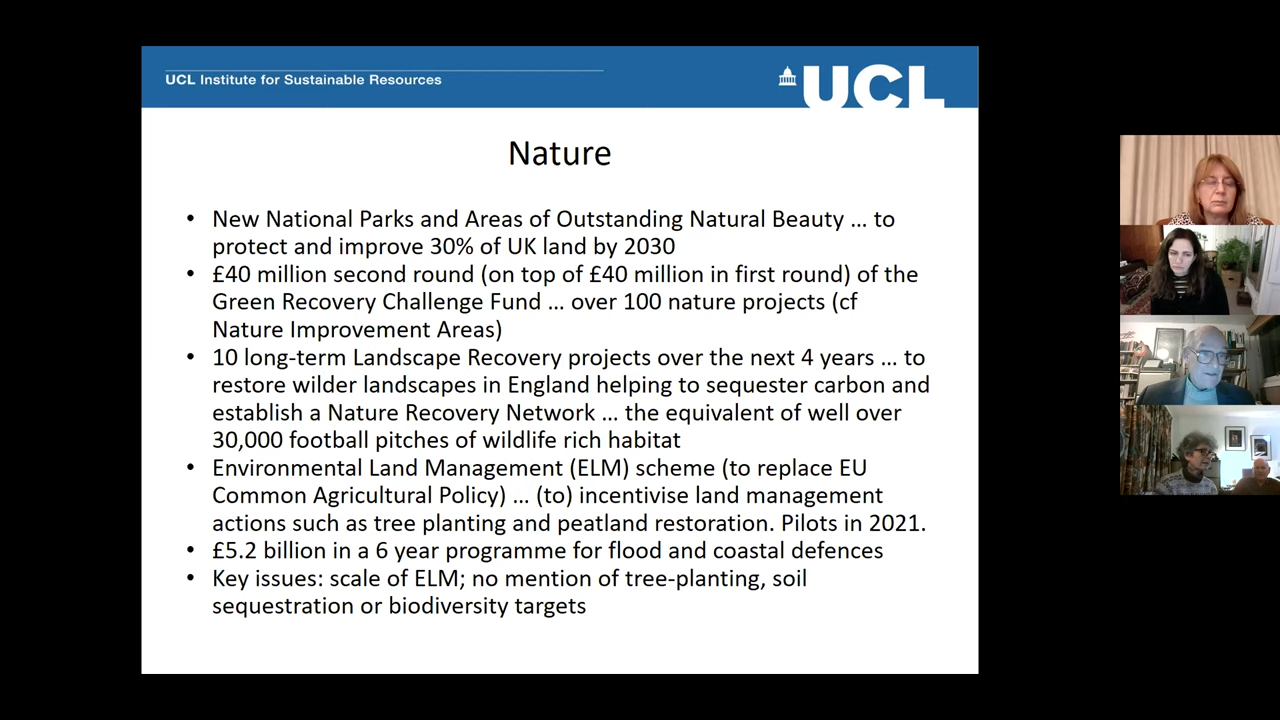 UCL Institute for Sustainable Resources
UCL
Nature
• New National Parks and Areas of Outstanding Natural Beauty … to
protect and improve 30% of UK land by 2030
• £40 million second round (on top of £40 million in first round) of the
Green Recovery Challenge Fund … over 100 nature projects (cf
Nature Improvement Areas)
• 10 long-term Landscape Recovery projects over the next 4 years … to
restore wilder landscapes in England helping to sequester carbon and
establish a Nature Recovery Network … the equivalent of well over
30,000 football pitches of wildlife rich habitat
• Environmental Land Management (ELM) scheme (to replace EU
Common Agricultural Policy) … (to) incentivise land management
actions such as tree planting and peatland restoration. Pilots in 2021.
• £5.2 billion in a 6 year programme for flood and coastal defences
• Key issues: scale of ELM; no mention of tree-planting, soil
sequestration or biodiversity targets